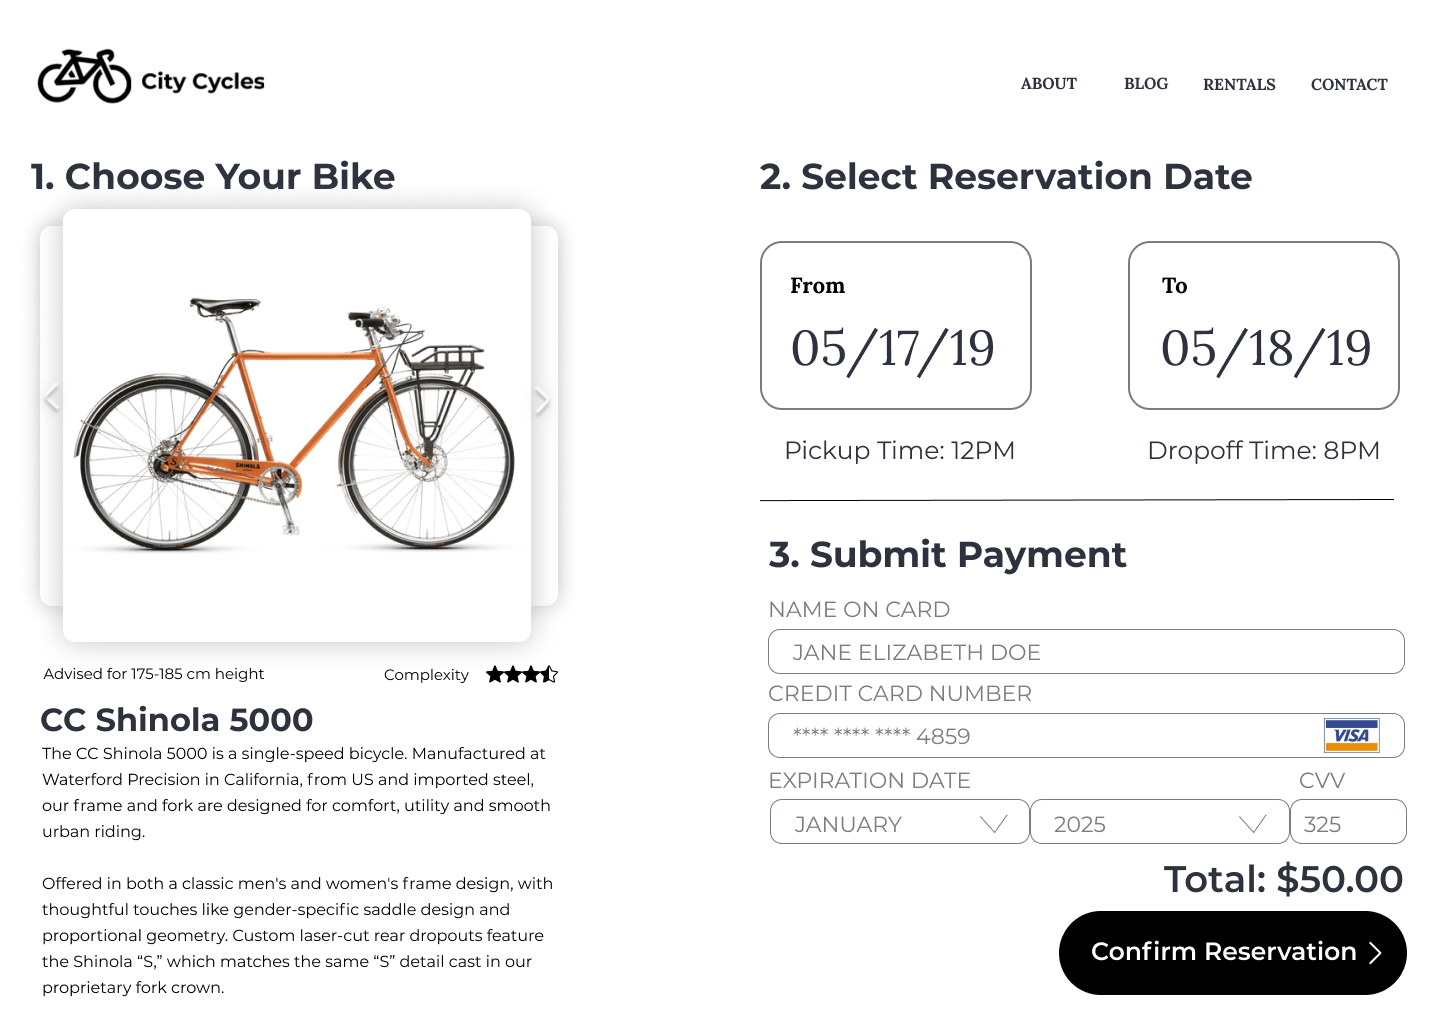 City Cycles
ABOUT BLOG RENTALS CONTACT
1. Choose Your Bike
SHINOLA
Advised for 175-185 cm height
Complexity
CC Shinola 5000
The CC Shinola 5000 is a single-speed bicycle. Manufactured at
Waterford Precision in California, from US and imported steel,
our frame and fork are designed for comfort, utility and smooth
urban riding.
Offered in both a classic men's and women's frame design, with
thoughtful touches like gender-specific saddle design and
proportional geometry. Custom laser-cut rear dropouts feature
the Shinola “S,” which matches the same “S” detail cast in our
proprietary fork crown.
2. Select Reservation Date
From
05/17/19
Pickup Time: 12PM
To
05/18/19
Dropoff Time: 8PM
3. Submit Payment
NAME ON CARD
JANE ELIZABETH DOE
CREDIT CARD NUMBER
**** **** **** 4859
VISA
EXPIRATION DATE
JANUARY
2025
CVV
325
Total: $50.00
Confirm Reservation